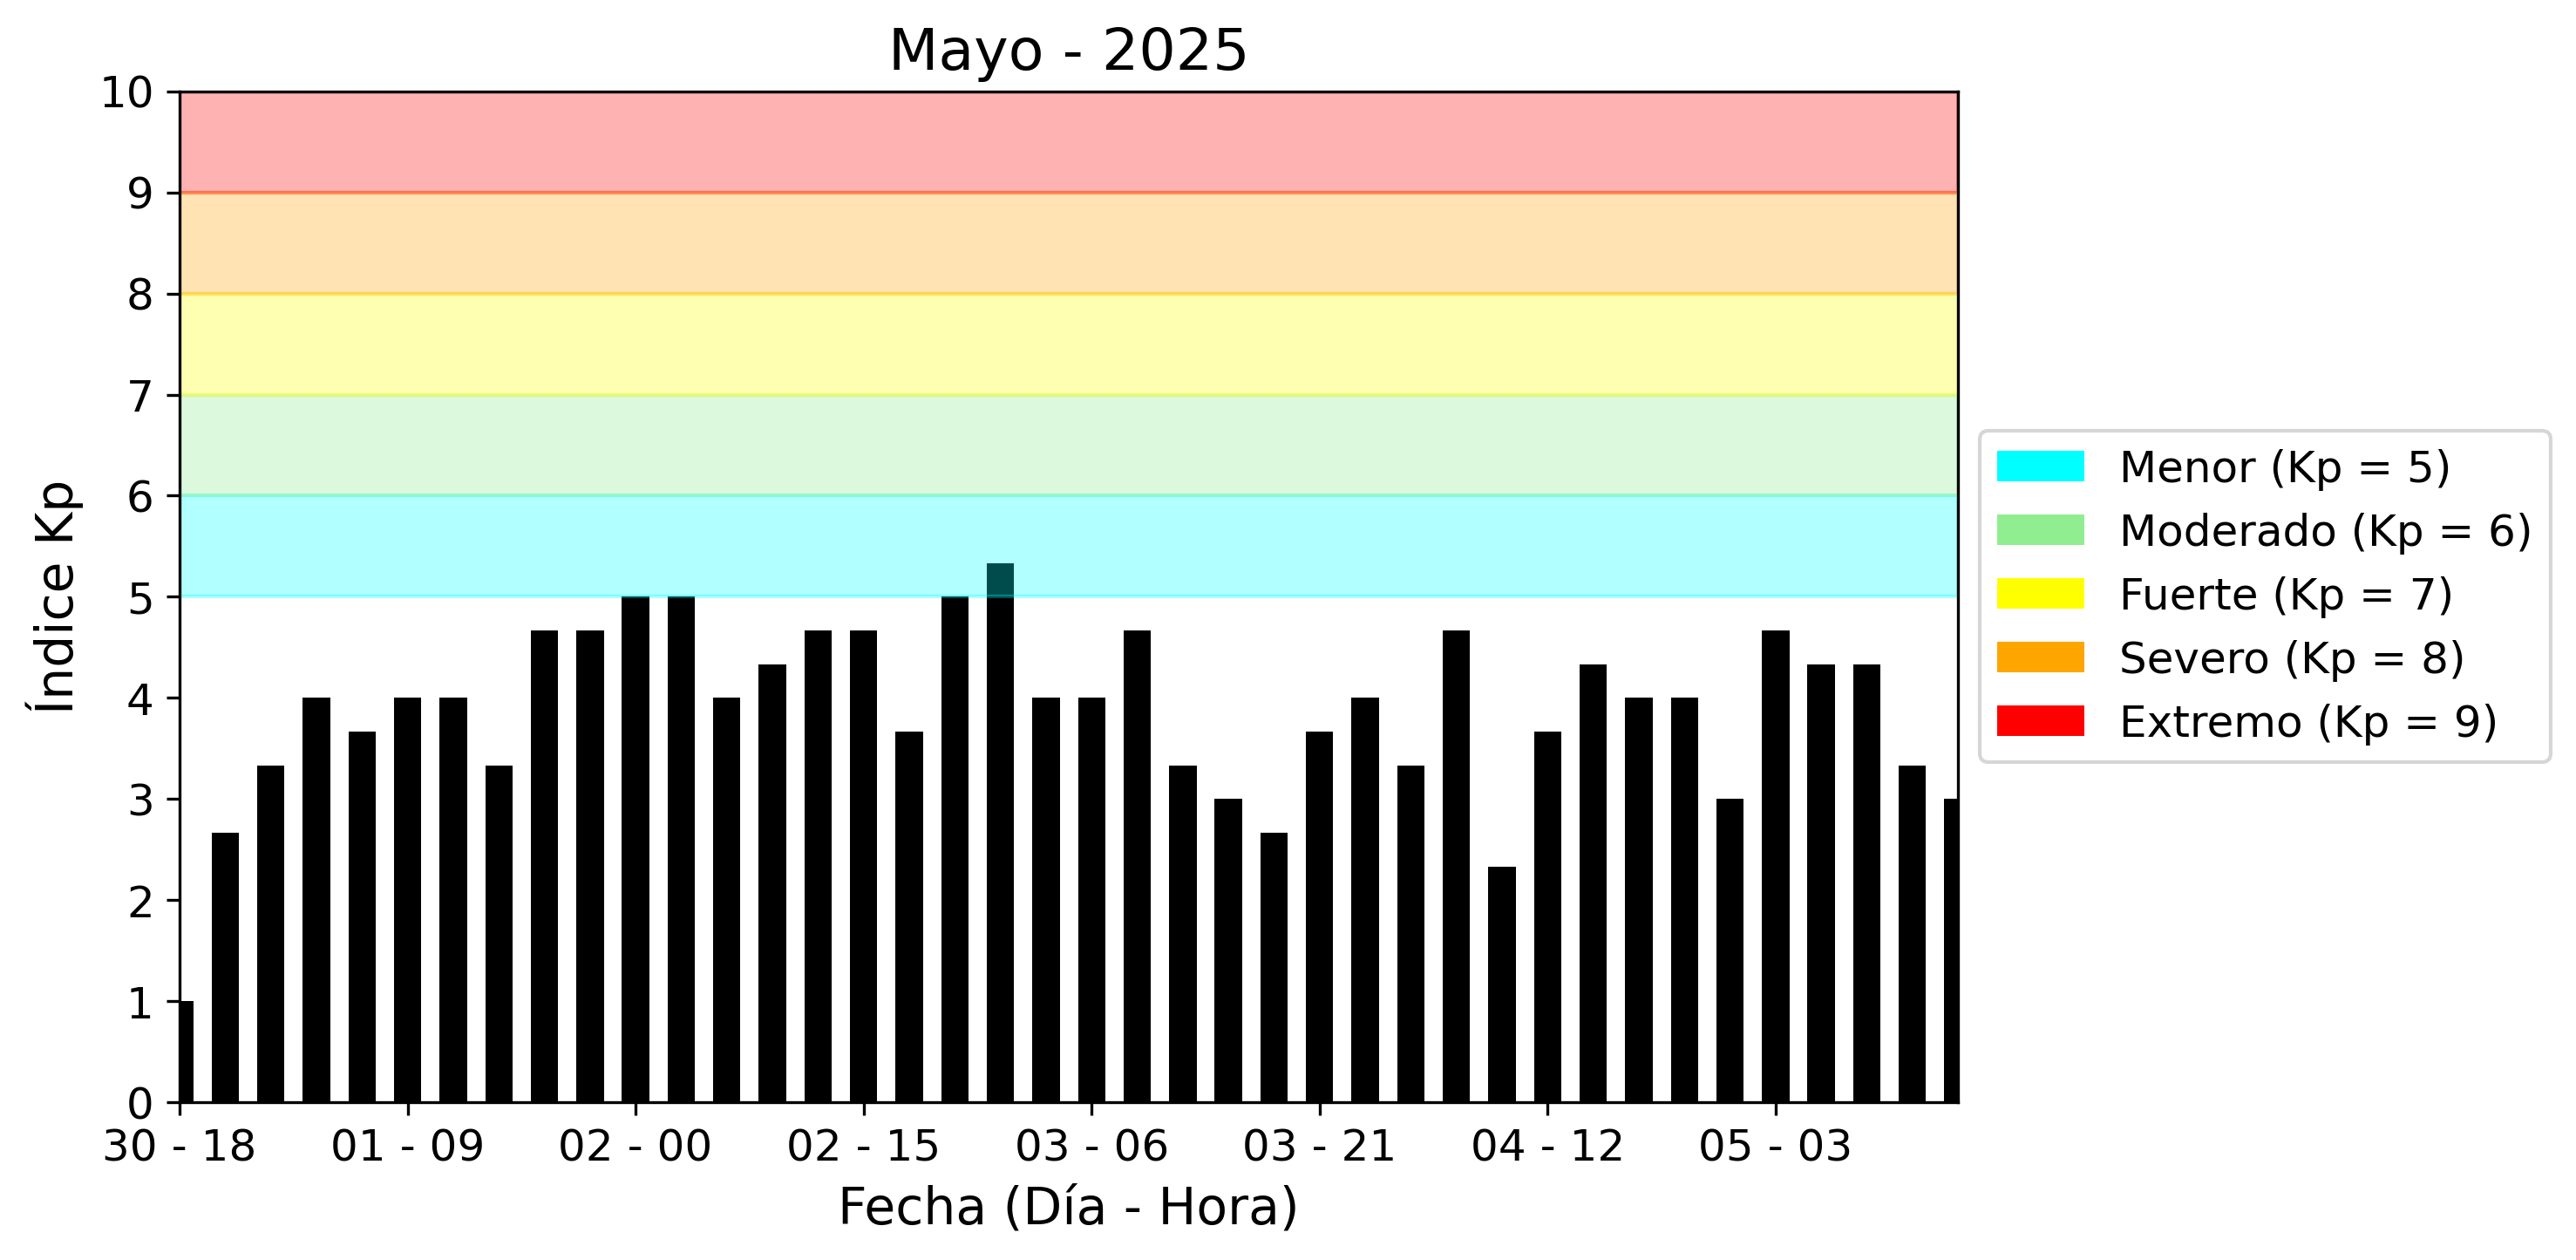 Mayo - 2025
10
9
8
7
6
5
4
3
2
1
0
Índice Kp
30 - 18
01 - 09
02 - 00
02 - 15
03 - 06
03 - 21
04 - 12
05 - 03
Fecha (Día - Hora)
Menor (Kp = 5)
Moderado (Kp = 6)
Fuerte (Kp = 7)
Severo (Kp = 8)
Extremo (Kp = 9)